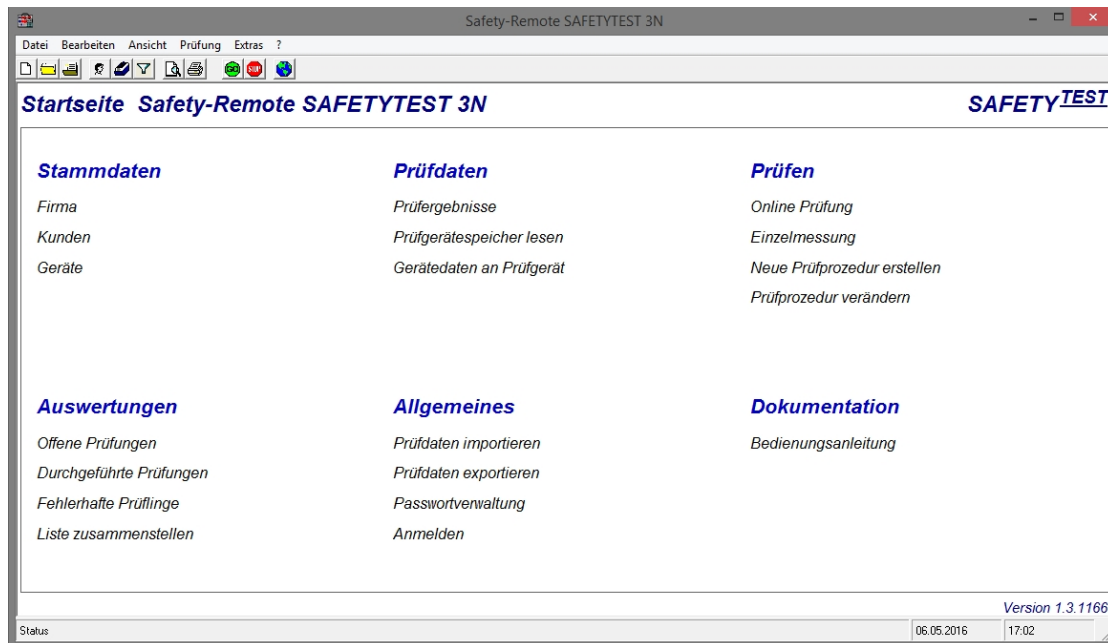 Safety-Remote SAFETYTEST 3N
Datei Bearbeiten Ansicht Prüfung Extras ?
GO STOP
Startseite Safety-Remote SAFETYTEST 3N
SAFETYTEST
Stammdaten
Firma
Kunden
Geräte
Prüfdaten
Prüfergebnisse
Prüfgerätespeicher lesen
Gerätedaten an Prüfgerät
Prüfen
Online Prüfung
Einzelmessung
Neue Prüfprozedur erstellen
Prüfprozedur verändern
Auswertungen
Offene Prüfungen
Durchgeführte Prüfungen
Fehlerhafte Prüflinge
Liste zusammenstellen
Allgemeines
Prüfdaten importieren
Prüfdaten exportieren
Passwortverwaltung
Anmelden
Dokumentation
Bedienungsanleitung
Version 1.3.1166
Status 06.05.2016 17:02